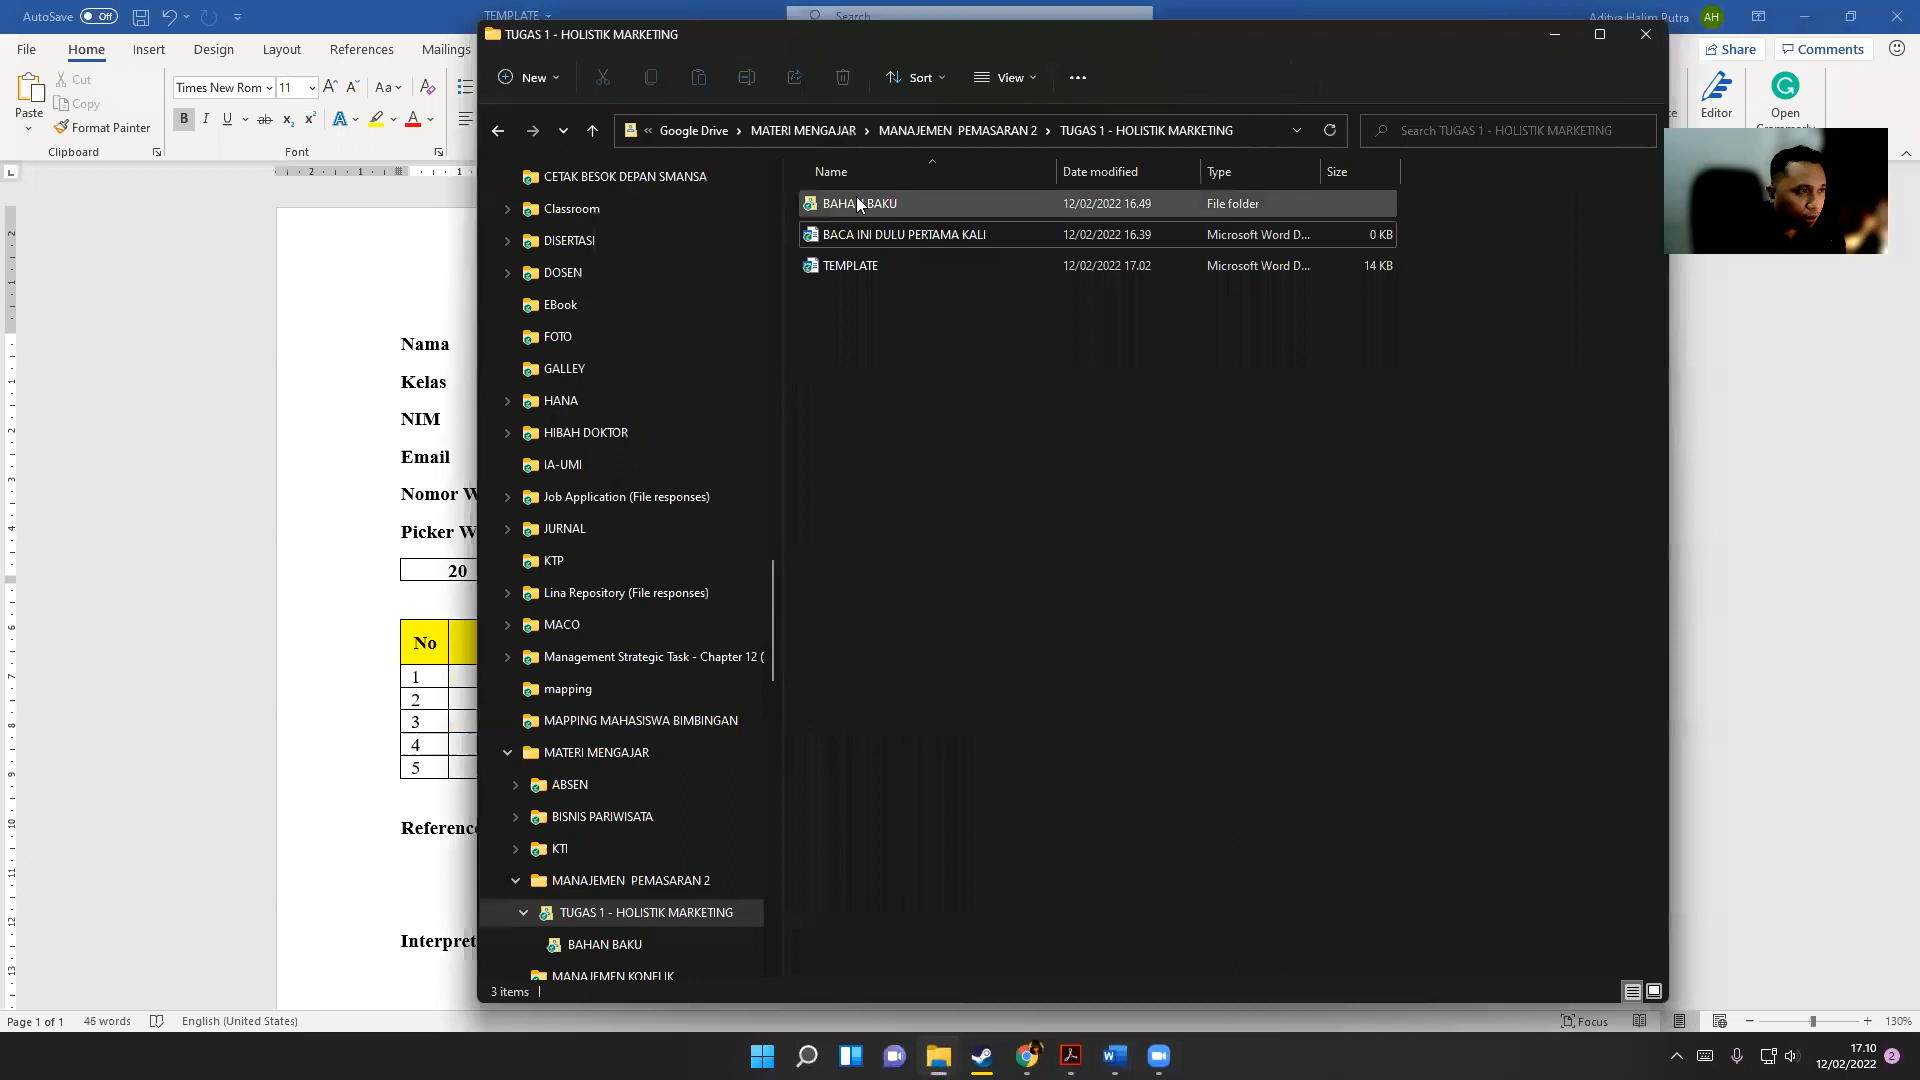 AutoSave Off
TEMPLATE
Search
Aditya Halim Putra AH
File Home Insert Design Layout References Mailings
Share Comments
Paste
Cut
Copy
Format Painter
Clipboard
Times New Rom 11
Font
Editor
Open
TUGAS 1 - HOLISTIK MARKETING
New
Sort
View
« Google Drive › MATERI MENGAJAR › MANAJEMEN PEMASARAN 2 › TUGAS 1 - HOLISTIK MARKETING
Search TUGAS 1 - HOLISTIK MARKETING
Name Date modified Type Size
BAHAN BAKU 12/02/2022 16.49 File folder
BACA INI DULU PERTAMA KALI 12/02/2022 16.39 Microsoft Word D... 0 KB
TEMPLATE 12/02/2022 17.02 Microsoft Word D... 14 KB
CETAK BESOK DEPAN SMANSA
Classroom
DISERTASI
DOSEN
EBook
FOTO
GALLEY
HANA
HIBAH DOKTOR
IA-UMI
Job Application (File responses)
JURNAL
KTP
Lina Repository (File responses)
MACO
Management Strategic Task - Chapter 12 (
mapping
MAPPING MAHASISWA BIMBINGAN
MATERI MENGAJAR
ABSEN
BISNIS PARIWISATA
KTI
MANAJEMEN PEMASARAN 2
TUGAS 1 - HOLISTIK MARKETING
BAHAN BAKU
MANAJEMEN KONFLIK
3 items
Nama
Kelas
NIM
Email
Nomor W
Picker W
20
No
1
2
3
4
5
Referenc
Interpret
Page 1 of 1 46 words English (United States)
Focus
130%
17.10
12/02/2022
2